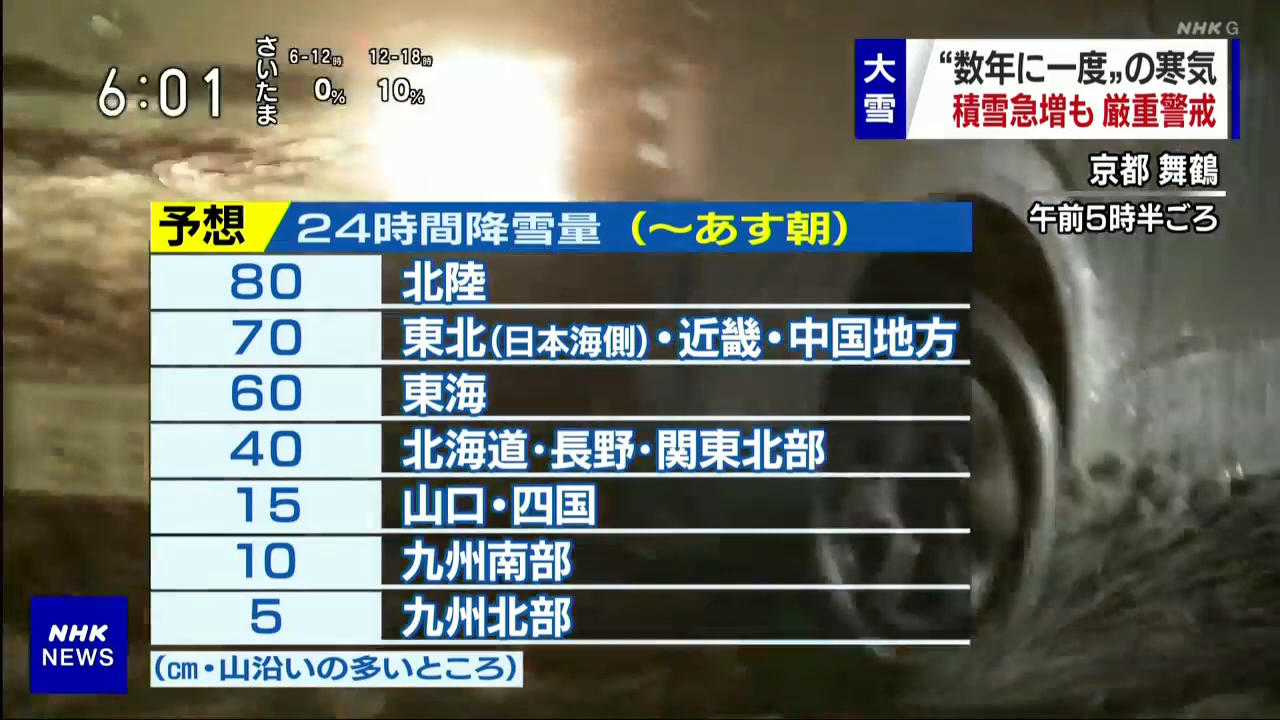 NHK G
6:01
さいたま
6-12時 12-18時
0% 10%
大雪
“数年に一度„の寒気
積雪急増も 厳重警戒
京都 舞鶴
午前5時半ごろ
予想 24時間降雪量(~あす朝)
80 北陸
70 東北(日本海側)・近畿・中国地方
60 東海
40 北海道・長野・関東北部
15 山口・四国
10 九州南部
5 九州北部
(cm・山沿いの多いところ)
NHK
NEWS